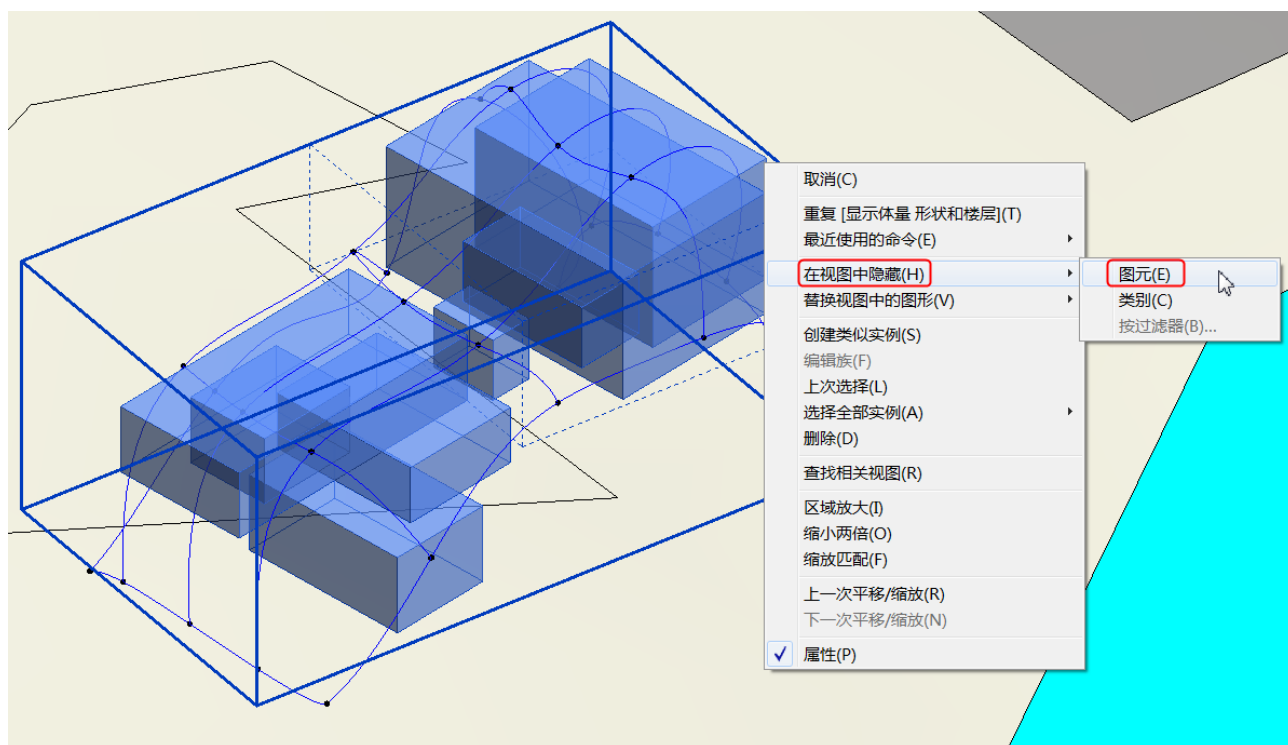 取消(C)
重复 [显示体量 形状和楼层](T)
最近使用的命令(E)
在视图中隐藏(H)
替换视图中的图形(V)
创建类似实例(S)
编辑族(F)
上次选择(L)
选择全部实例(A)
删除(D)
查找相关视图(R)
区域放大(I)
缩小两倍(O)
缩放匹配(F)
上一次平移/缩放(R)
下一次平移/缩放(N)
属性(P)
图元(E)
类别(C)
按过滤器(B)...